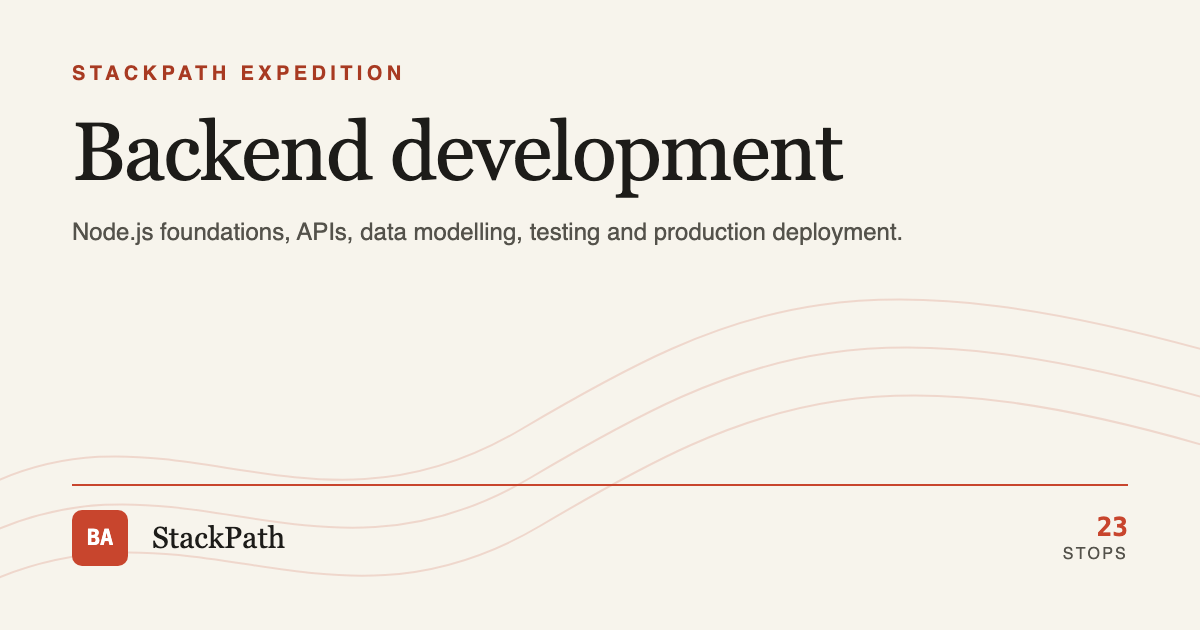 STACKPATH EXPEDITION
Backend development
Node.js foundations, APIs, data modelling, testing and production deployment.
BA
StackPath
23
STOPS